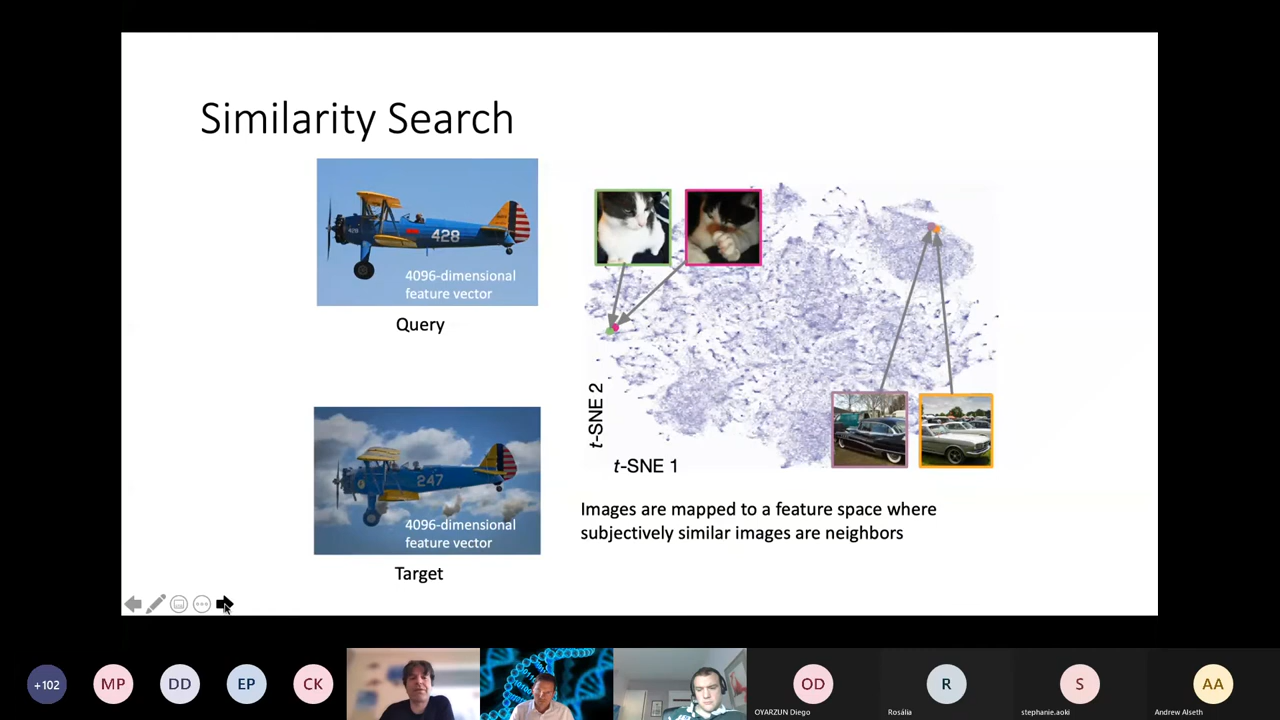 Similarity Search
428
428
4096-dimensional
feature vector
Query
247
4096-dimensional
feature vector
Target
t-SNE 2
t-SNE 1
Images are mapped to a feature space where
subjectively similar images are neighbors
+102
MP
DD
EP
CK
OD
R
S
AA
OYARZUN Diego
Rosália
stephanie.aoki
Andrew Alseth